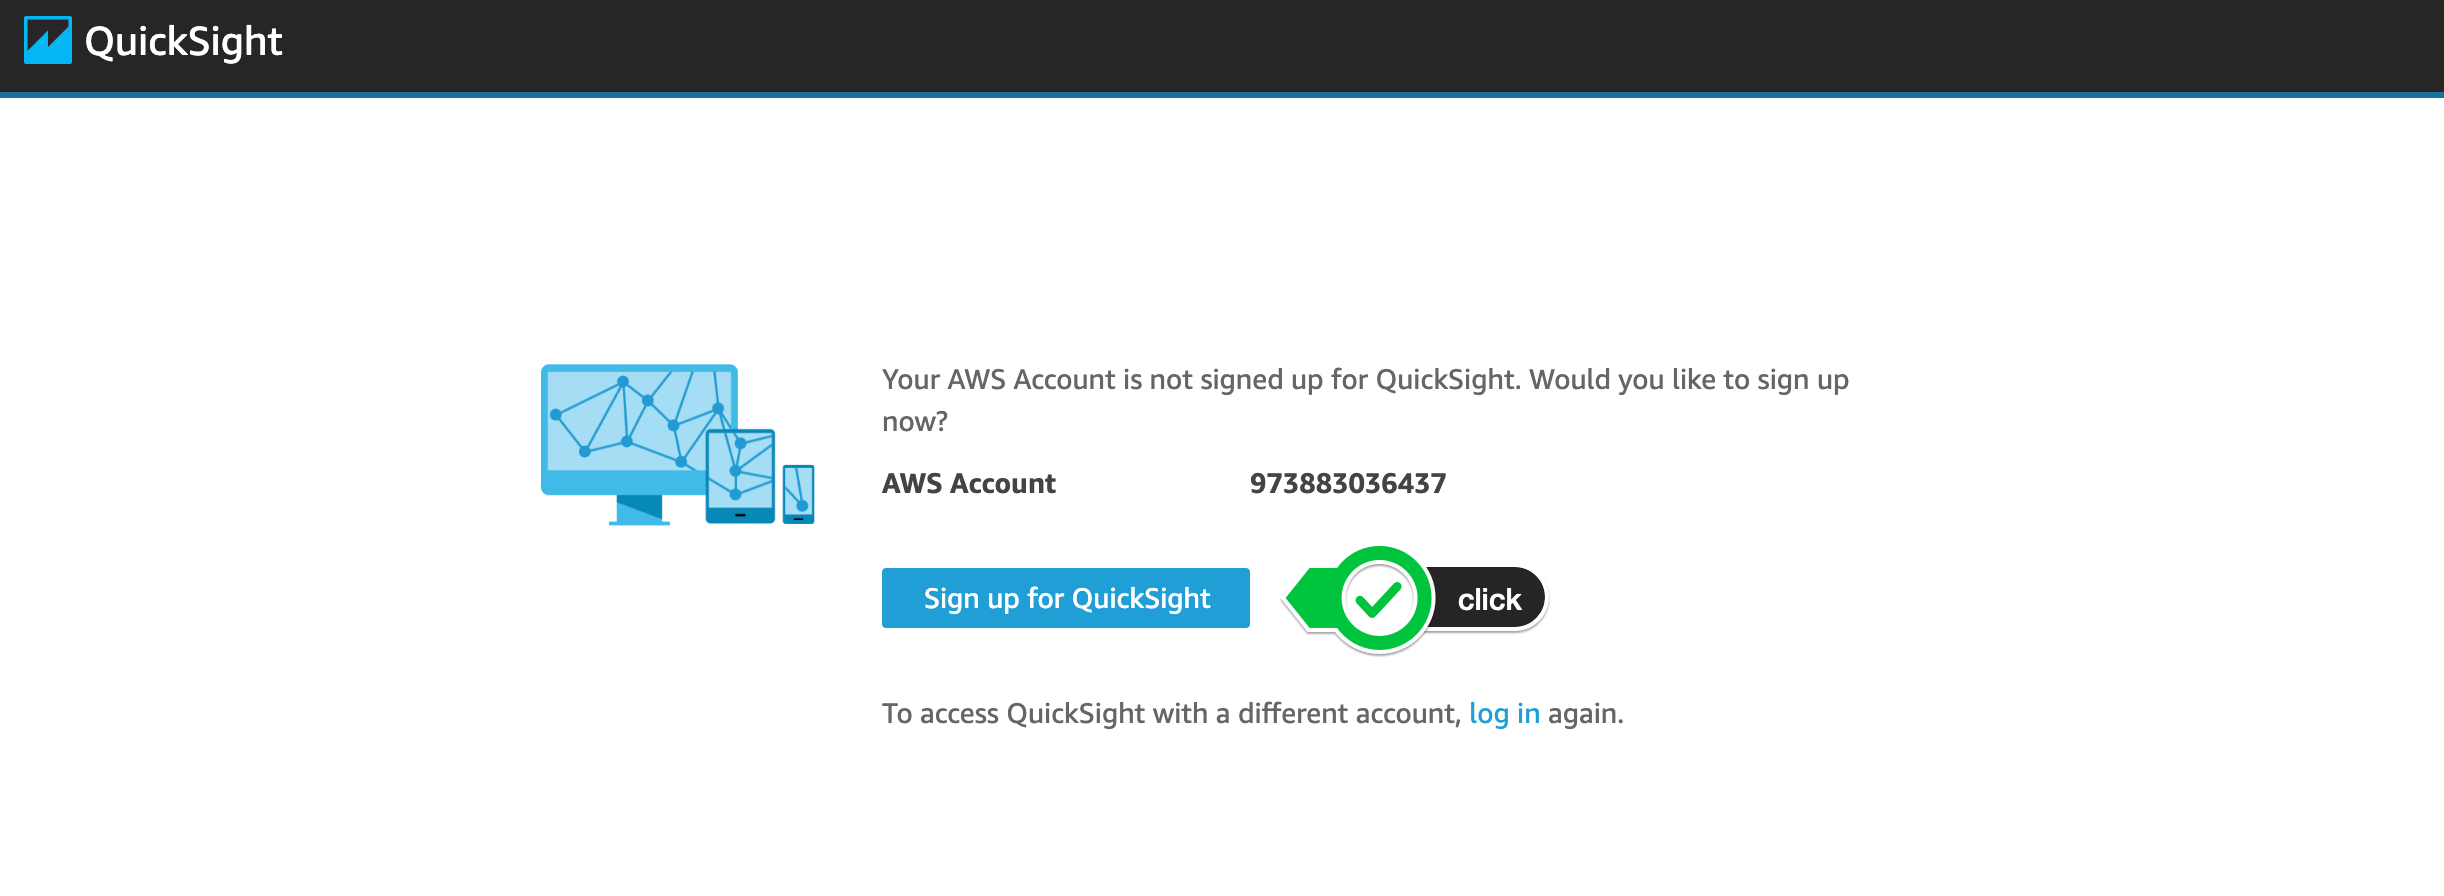 QuickSight
Your AWS Account is not signed up for QuickSight. Would you like to sign up
now?
AWS Account 973883036437
Sign up for QuickSight
click
To access QuickSight with a different account, log in again.